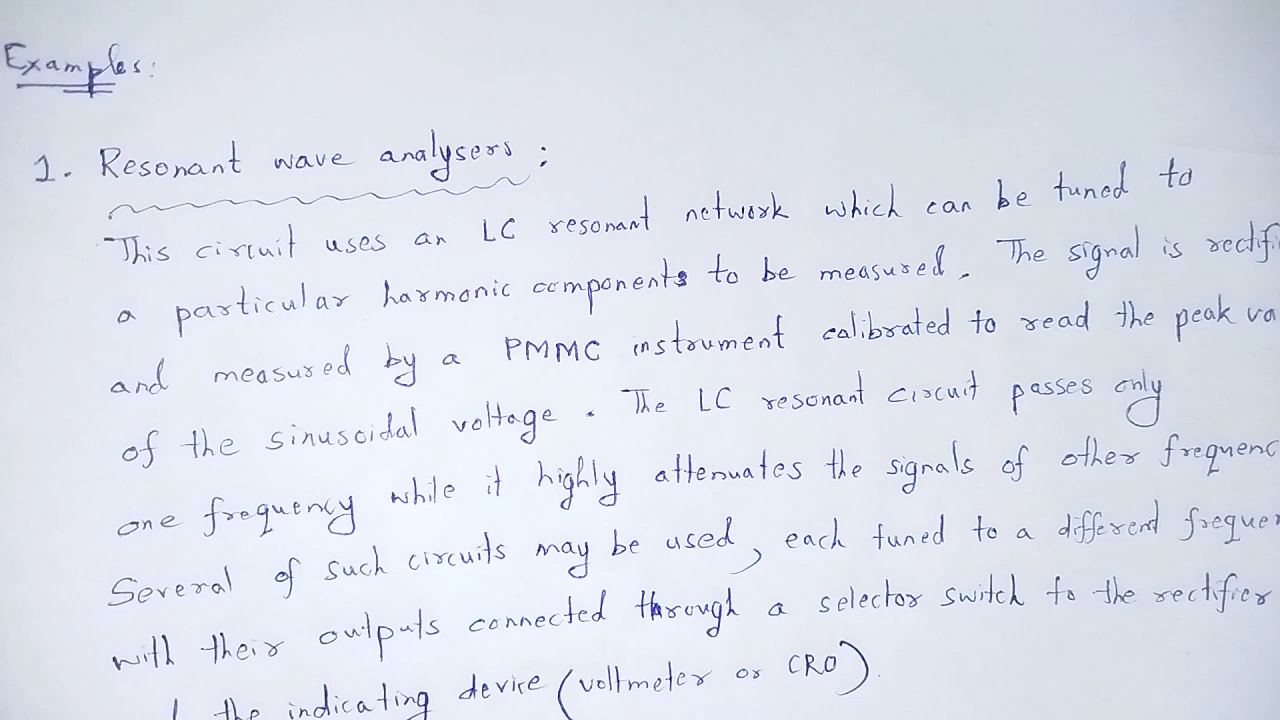 Examples:
1. Resonant wave analysers :
This circuit uses an LC resonant network which can be tuned to
a particular harmonic components to be measured. The signal is rectifi
and measured by a PMMC instrument calibrated to read the peak va
of the sinusoidal voltage. The LC resonant circuit passes only
one frequency while it highly attenuates the signals of other frequenc
Several of such circuits may be used, each tuned to a different frequen
with their outputs connected through a selector switch to the rectifier
the indicating device (voltmeter or CRO).